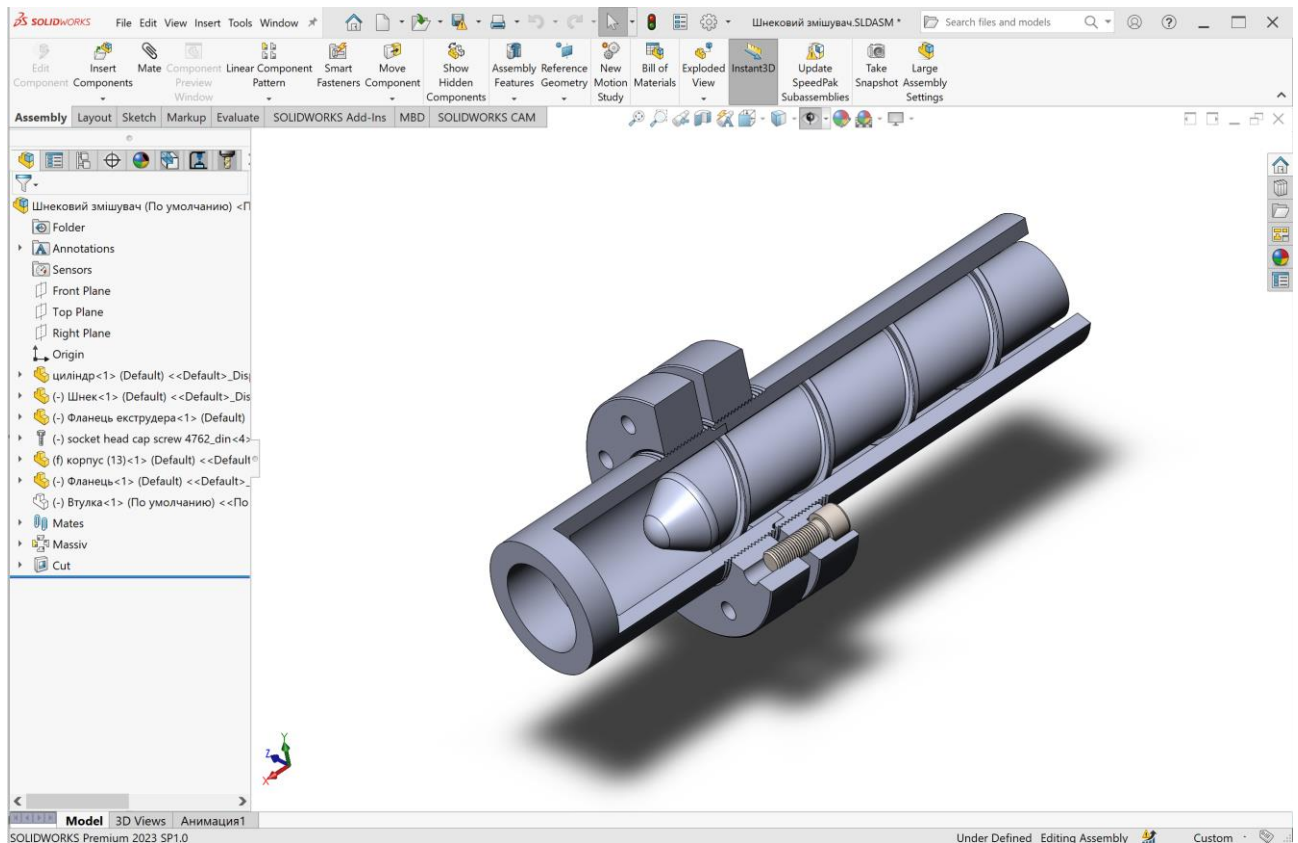 SOLIDWORKS File Edit View Insert Tools Window Шнековий змішувач.SLDASM * Search files and models
Edit Component
Insert Components
Mate
Component Preview Window
Linear Component Pattern
Smart Fasteners
Move Component
Show Hidden Components
Assembly Features
Reference Geometry
New Motion Study
Bill of Materials
Exploded View
Instant3D
Update SpeedPak Subassemblies
Take Snapshot
Large Assembly Settings
Assembly Layout Sketch Markup Evaluate SOLIDWORKS Add-Ins MBD SOLIDWORKS CAM
Шнековий змішувач (По умолчанию) <П
Folder
Annotations
Sensors
Front Plane
Top Plane
Right Plane
Origin
циліндр<1> (Default) <<Default>_Dis
(-) Шнек<1> (Default) <<Default>_Dis
(-) Фланець екструдера<1> (Default)
(-) socket head cap screw 4762_din<4>
(f) корпус (13)<1> (Default) <<Default
(-) Фланець<1> (Default) <<Default>_
(-) Втулка<1> (По умолчанию) <<По
Mates
Massiv
Cut
Y
Z
X
Model 3D Views Анимация1
SOLIDWORKS Premium 2023 SP1.0 Under Defined Editing Assembly Custom